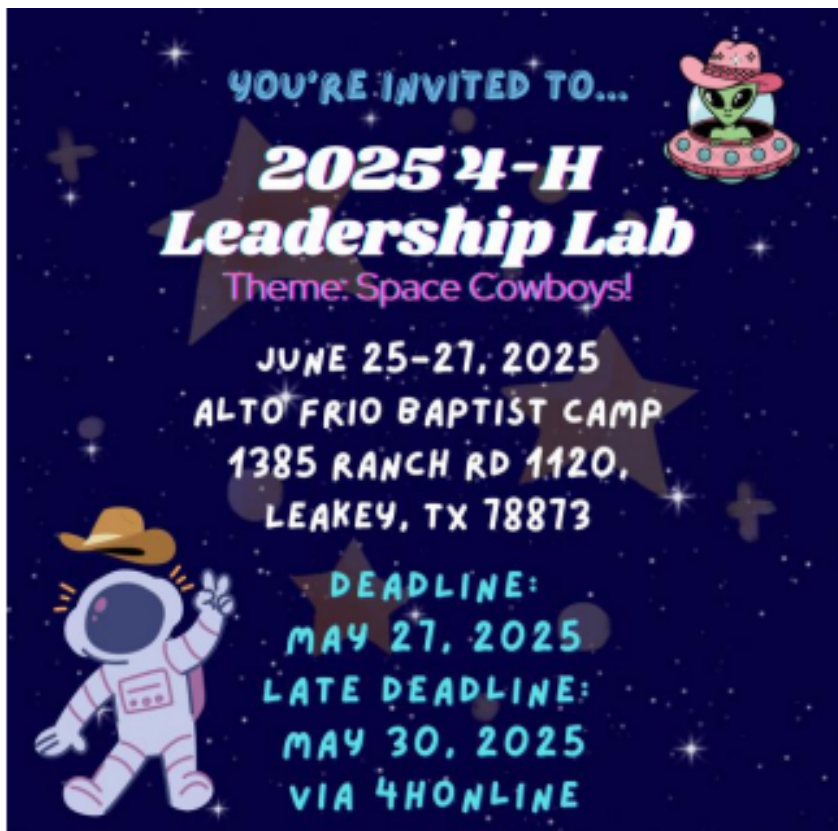 YOU'RE INVITED TO...
2025 4-H
Leadership Lab
Theme: Space Cowboys!
JUNE 25-27, 2025
ALTO FRIO BAPTIST CAMP
1385 RANCH RD 1120,
LEAKEY, TX 78873
DEADLINE:
MAY 27, 2025
LATE DEADLINE:
MAY 30, 2025
VIA 4HONLINE